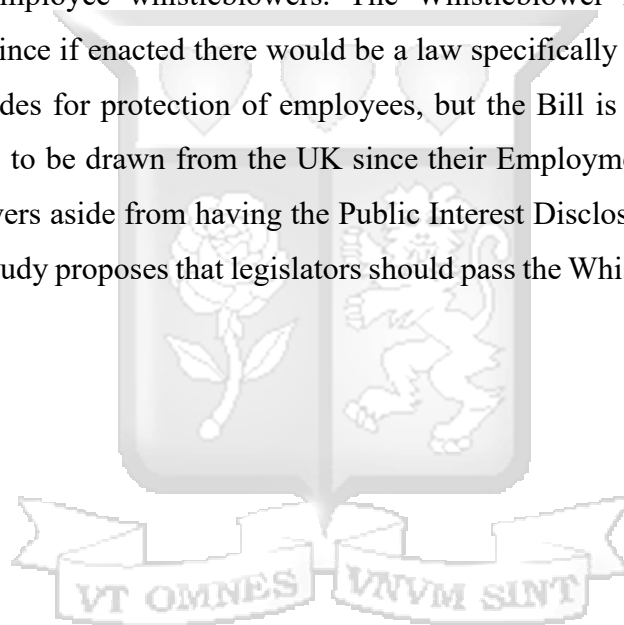 mployee whistleblowers. The Whistleblower
ince if enacted there would be a law specifically
des for protection of employees, but the Bill is
to be drawn from the UK since their Employme
vers aside from having the Public Interest Disclos
udy proposes that legislators should pass the Whi
VT OMNES VNVM SINT